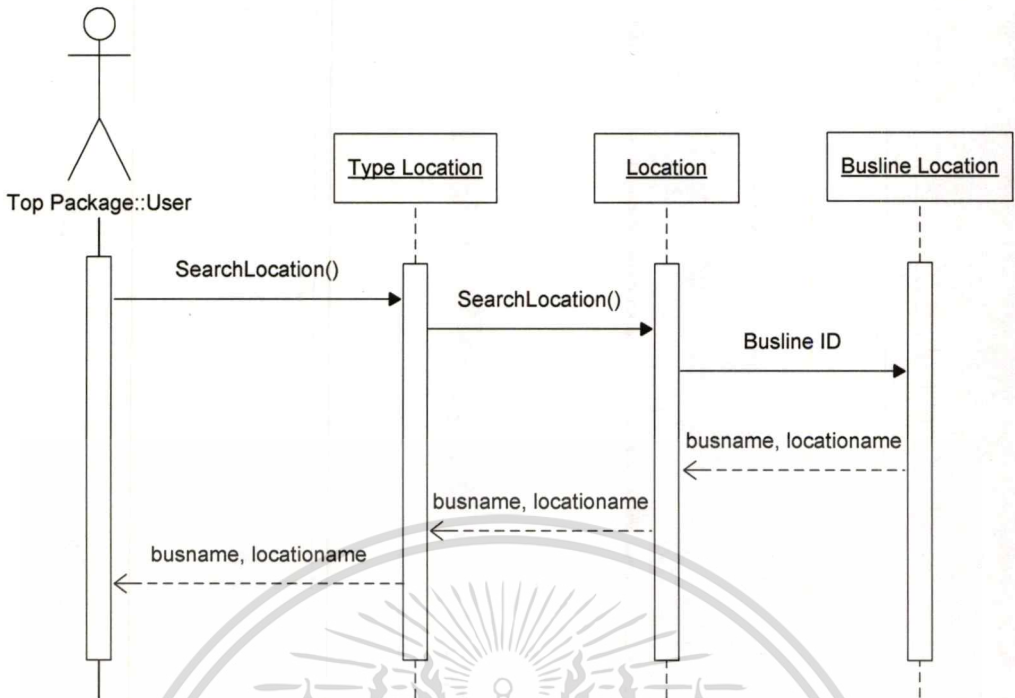 Top Package::User
Type Location
Location
Busline Location
SearchLocation()
SearchLocation()
Busline ID
busname, locationame
busname, locationame
busname, locationame